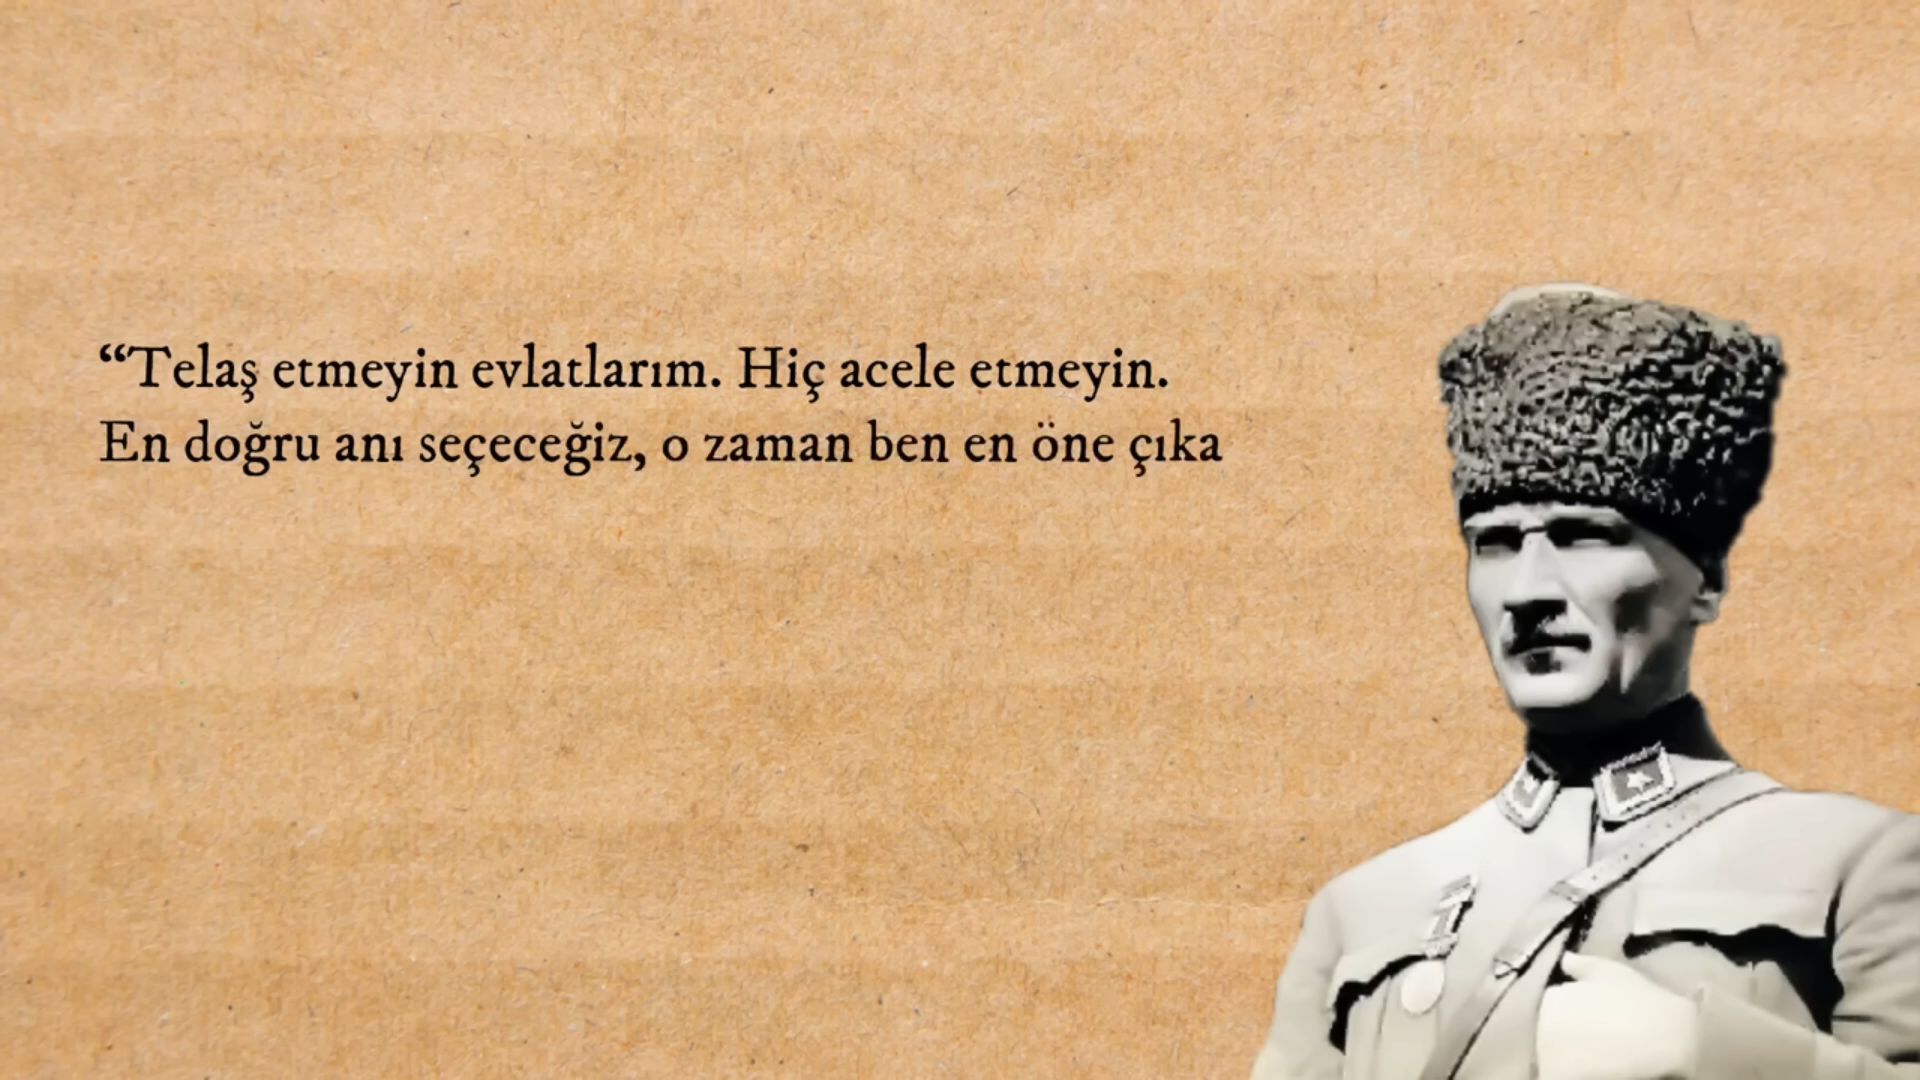 “Telaş etmeyin evlatlarım. Hiç acele etmeyin.
En doğru anı seçeceğiz, o zaman ben en öne çıka